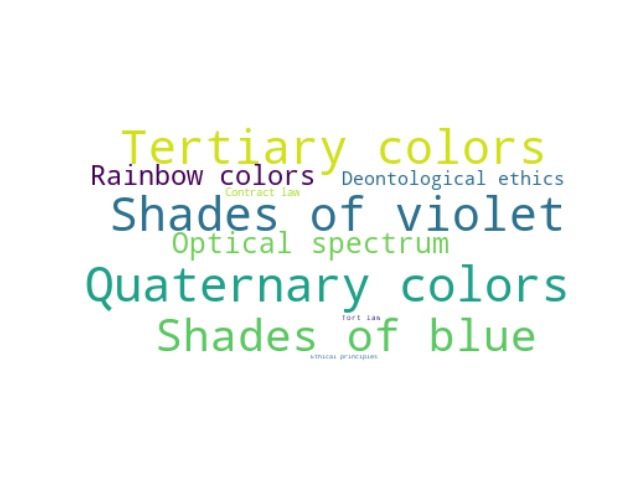 Tertiary colors
Rainbow colors
Deontological ethics
Contract law
Shades of violet
Optical spectrum
Quaternary colors
Tort law
Shades of blue
Ethical principles